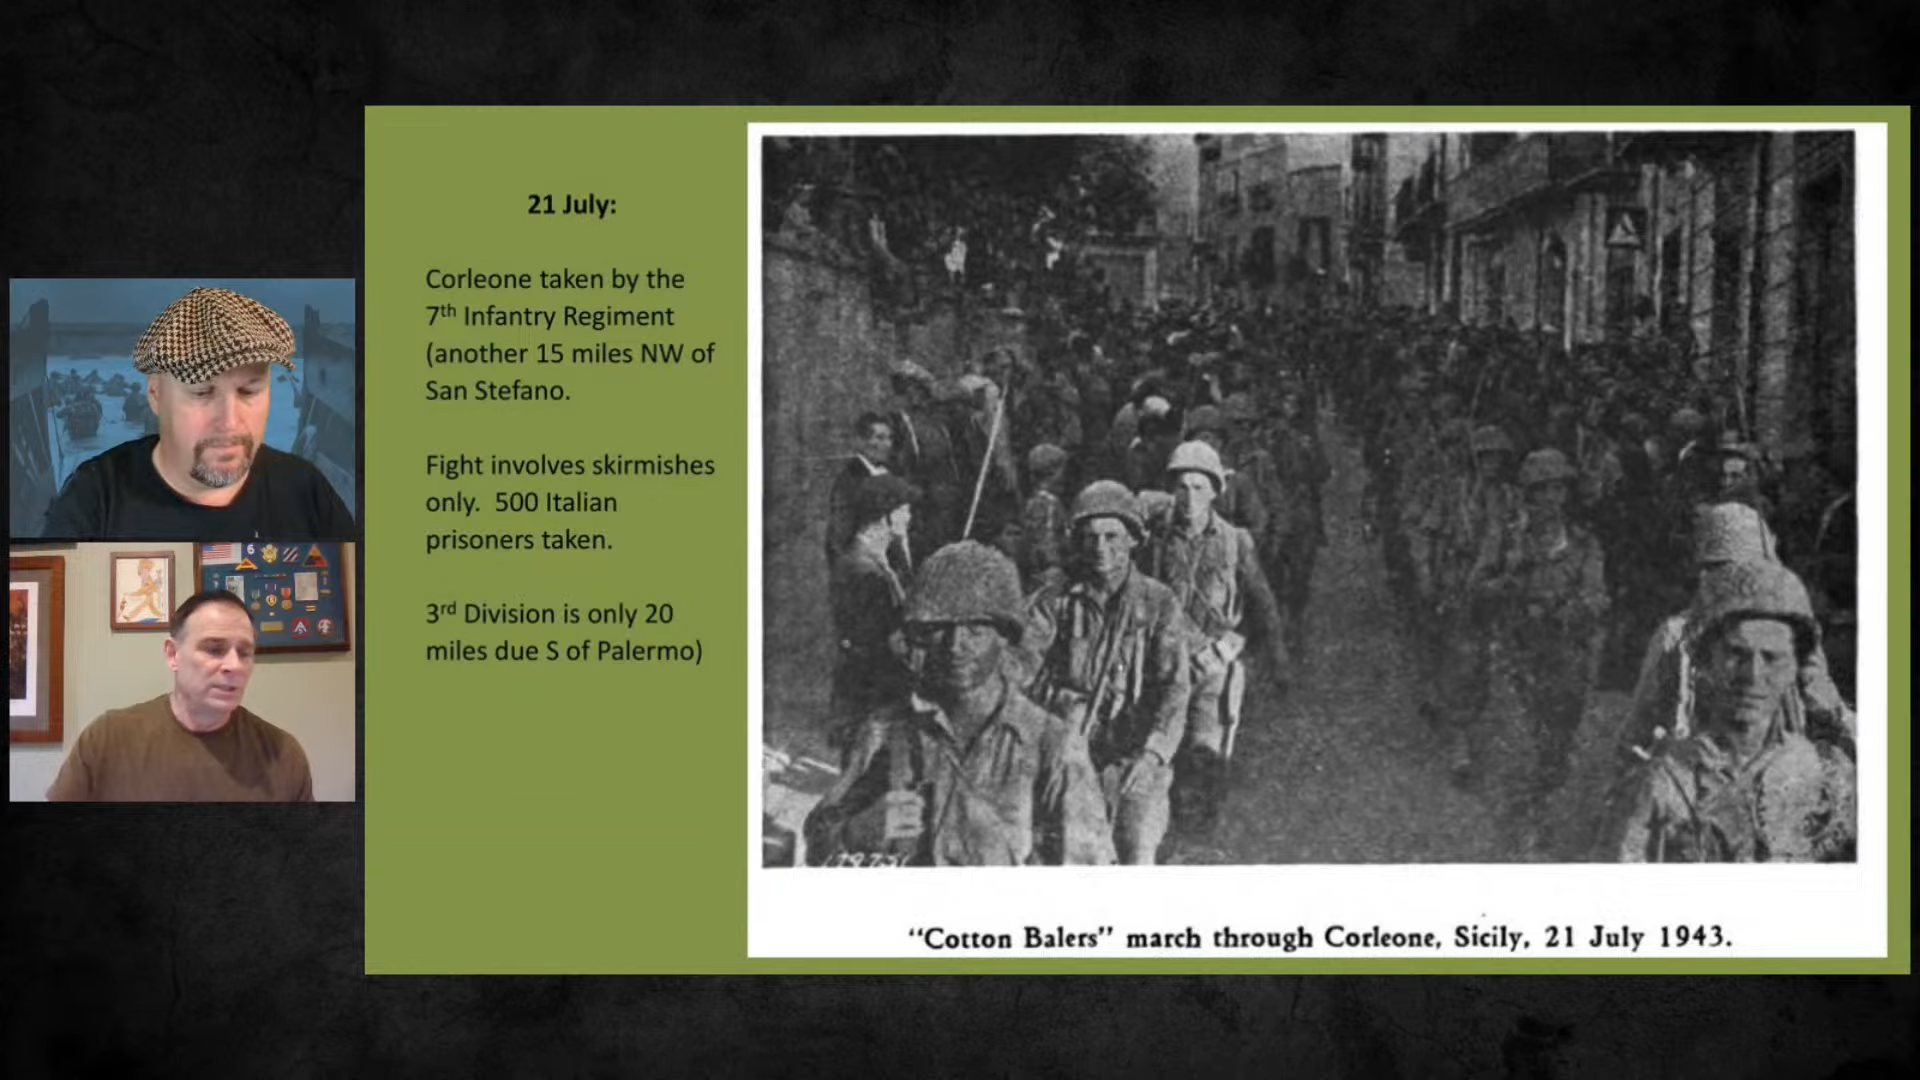 21 July:
Corleone taken by the
7th Infantry Regiment
(another 15 miles NW of
San Stefano.
Fight involves skirmishes
only. 500 Italian
prisoners taken.
3rd Division is only 20
miles due S of Palermo)
"Cotton Balers" march through Corleone, Sicily, 21 July 1943.